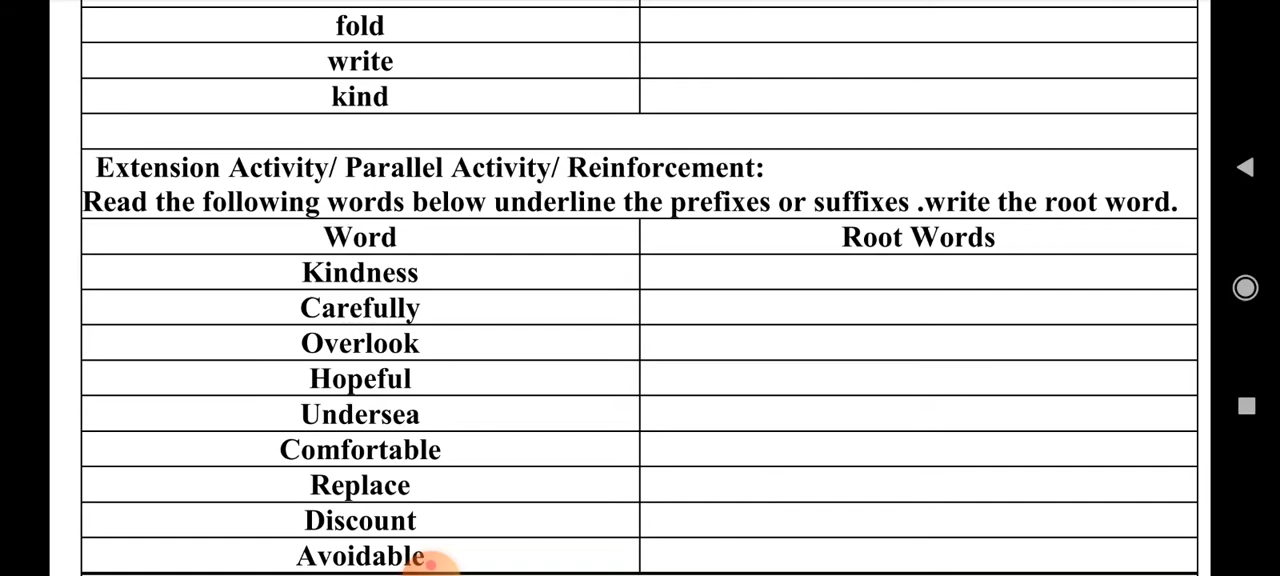 fold
write
kind
Extension Activity/ Parallel Activity/ Reinforcement:
Read the following words below underline the prefixes or suffixes .write the root word.
Word Root Words
Kindness
Carefully
Overlook
Hopeful
Undersea
Comfortable
Replace
Discount
Avoidable